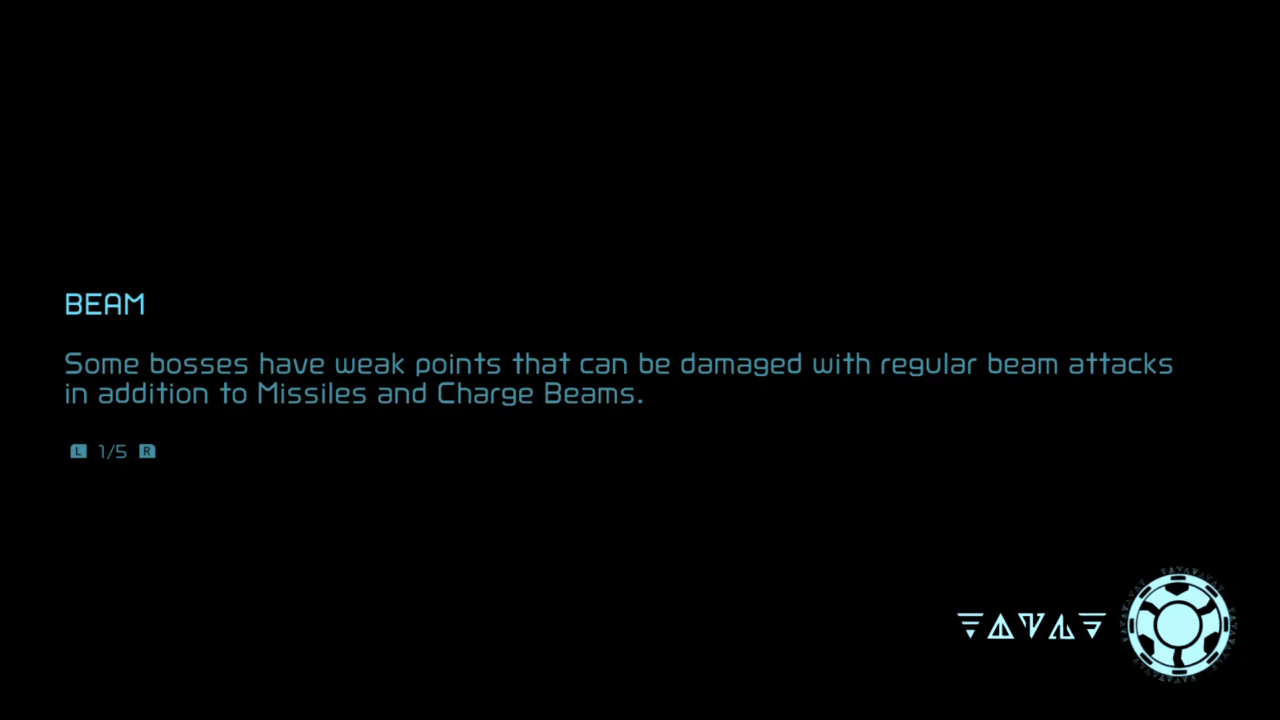 BEAM
Some bosses have weak points that can be damaged with regular beam attacks
in addition to Missiles and Charge Beams.
L 1/5 R